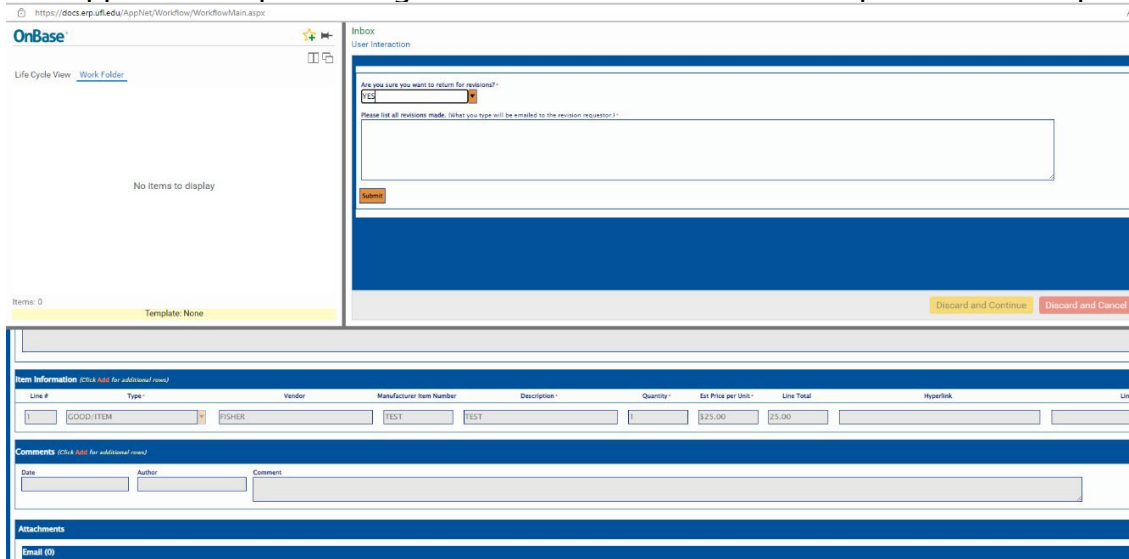 https://docs.erp.ufl.edu/AppNet/Workflow/WorkflowMain.aspx
OnBase
Life Cycle View Work Folder
No items to display
Items: 0
Template: None
Inbox
User Interaction
Are you sure you want to return for revisions?*
YES
Please list all revisions made. (What you type will be emailed to the revision requestor.)*
Submit
Discard and Continue Discard and Cancel
Item Information (Click Add for additional rows)
Line # Type* Vendor Manufacturer Item Number Description* Quantity* Est Price per Unit* Line Total Hyperlink
1 GOOD/ITEM FISHER TEST TEST 1 $25.00 25.00
Comments (Click Add for additional rows)
Date Author Comment
Attachments
Email (0)